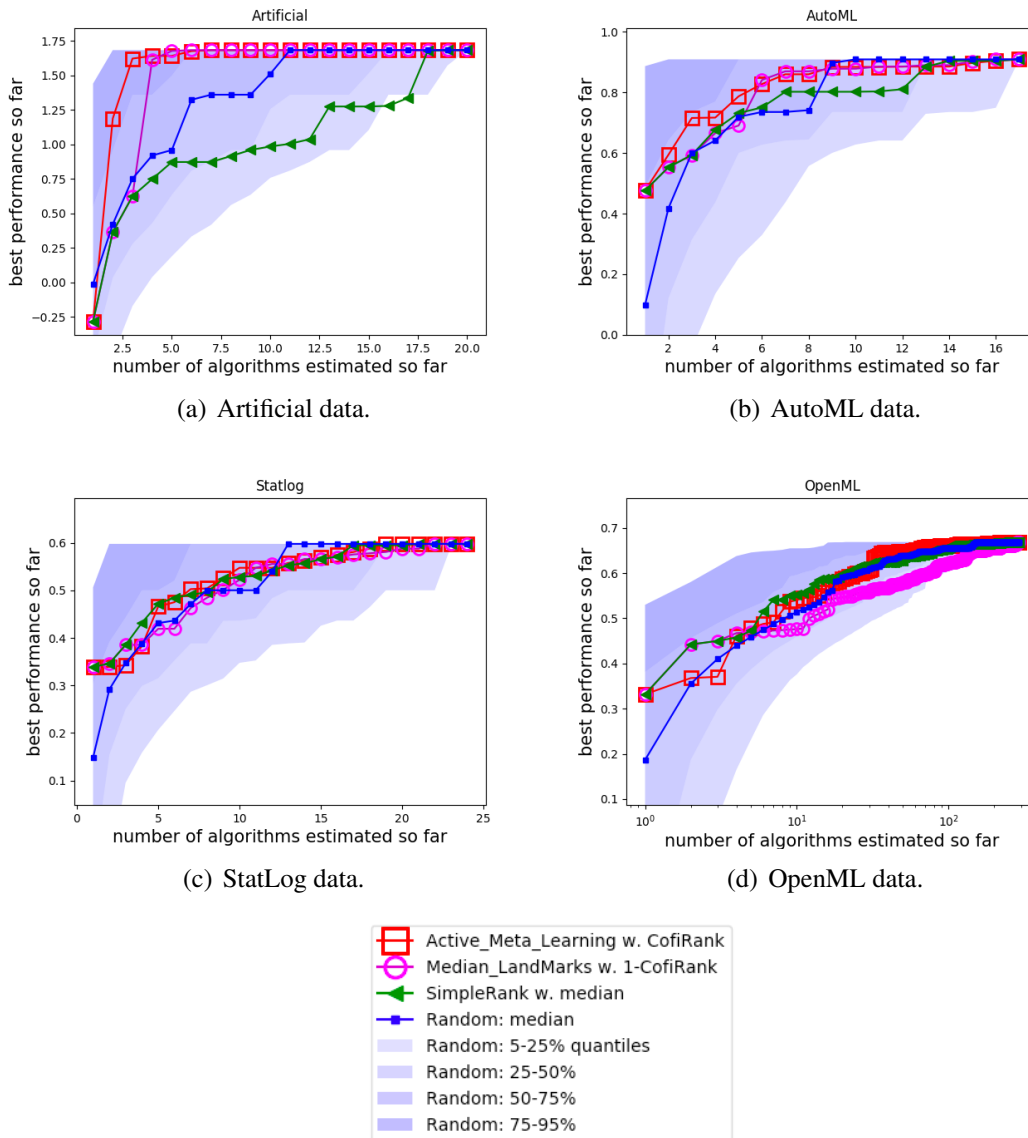 Artificial
best performance so far
1.75
1.50
1.25
1.00
0.75
0.50
0.25
0.00
−0.25
2.5 5.0 7.5 10.0 12.5 15.0 17.5 20.0
number of algorithms estimated so far
(a) Artificial data.
AutoML
best performance so far
1.0
0.8
0.6
0.4
0.2
0.0
2 4 6 8 10 12 14 16
number of algorithms estimated so far
(b) AutoML data.
Statlog
best performance so far
0.6
0.5
0.4
0.3
0.2
0.1
0 5 10 15 20 25
number of algorithms estimated so far
(c) StatLog data.
OpenML
best performance so far
0.7
0.6
0.5
0.4
0.3
0.2
0.1
10⁰ 10¹ 10²
number of algorithms estimated so far
(d) OpenML data.
Active_Meta_Learning w. CofiRank
Median_LandMarks w. 1-CofiRank
SimpleRank w. median
Random: median
Random: 5-25% quantiles
Random: 25-50%
Random: 50-75%
Random: 75-95%